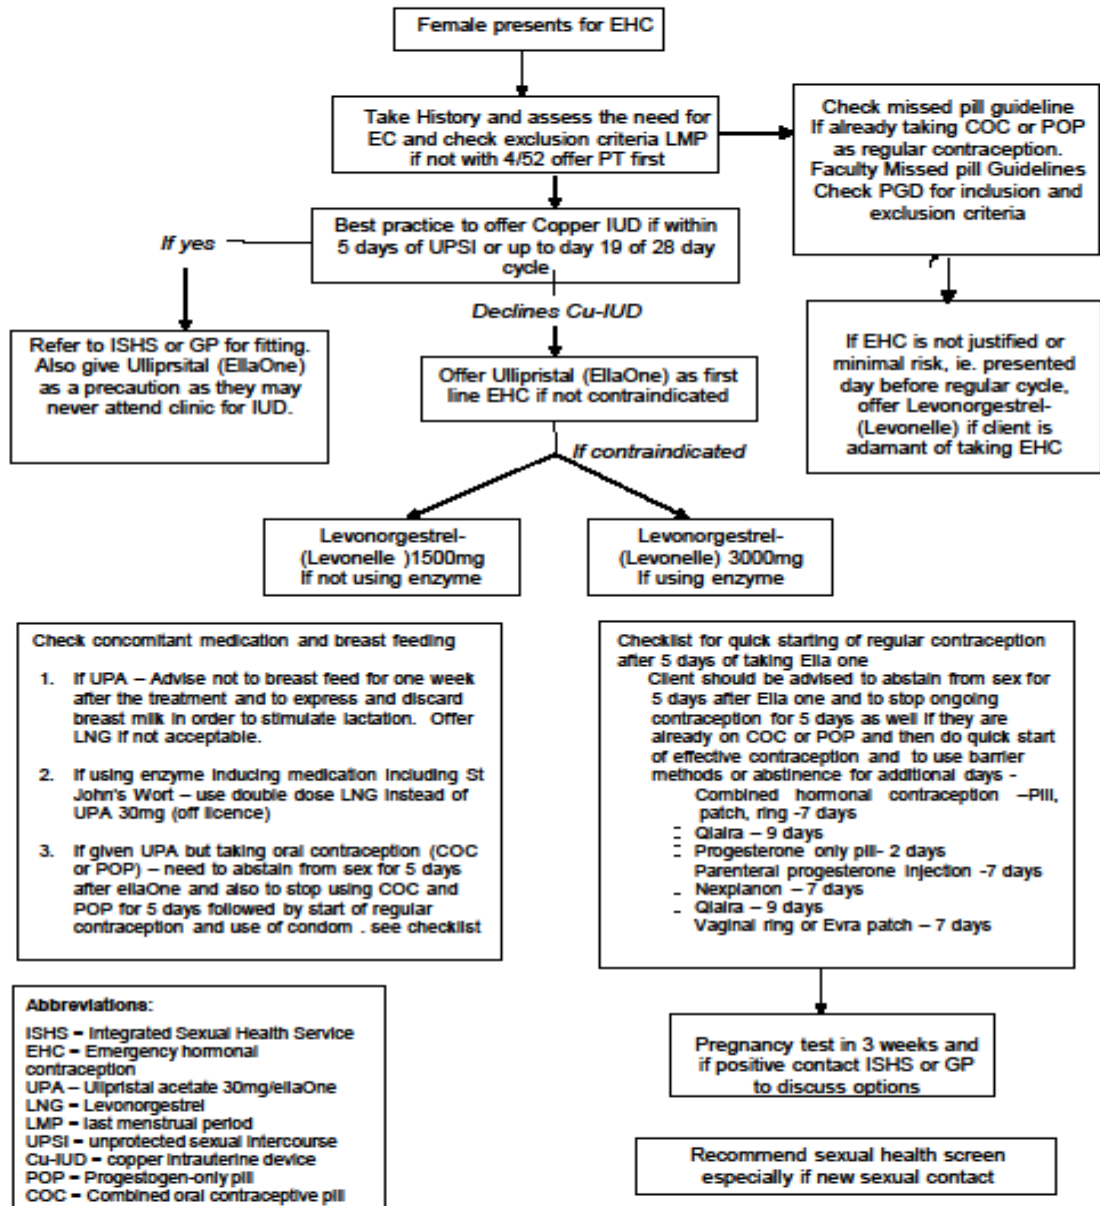 Female presents for EHC
Take History and assess the need for
EC and check exclusion criteria LMP
if not with 4/52 offer PT first
Check missed pill guideline
If already taking COC or POP
as regular contraception.
Faculty Missed pill Guidelines
Check PGD for inclusion and
exclusion criteria
Best practice to offer Copper IUD if within
5 days of UPSI or up to day 19 of 28 day
cycle
If yes
Declines Cu-IUD
Refer to ISHS or GP for fitting.
Also give Ulliprsital (EllaOne)
as a precaution as they may
never attend clinic for IUD.
Offer Ullipristal (EllaOne) as first
line EHC if not contraindicated
If EHC is not justified or
minimal risk, ie. presented
day before regular cycle,
offer Levonorgestrel-
(Levonelle) if client is
adamant of taking EHC
If contraindicated
Levonorgestrel-
(Levonelle )1500mg
If not using enzyme
Levonorgestrel-
(Levonelle) 3000mg
If using enzyme
Check concomitant medication and breast feeding
1. If UPA – Advise not to breast feed for one week
after the treatment and to express and discard
breast milk in order to stimulate lactation. Offer
LNG if not acceptable.
2. If using enzyme inducing medication including St
John's Wort – use double dose LNG instead of
UPA 30mg (off licence)
3. If given UPA but taking oral contraception (COC
or POP) – need to abstain from sex for 5 days
after ellaOne and also to stop using COC and
POP for 5 days followed by start of regular
contraception and use of condom . see checklist
Checklist for quick starting of regular contraception
after 5 days of taking Ella one
Client should be advised to abstain from sex for
5 days after Ella one and to stop ongoing
contraception for 5 days as well if they are
already on COC or POP and then do quick start
of effective contraception and to use barrier
methods or abstinence for additional days -
Combined hormonal contraception –Pill,
patch, ring -7 days
Qlaira – 9 days
Progesterone only pill- 2 days
Parenteral progesterone injection -7 days
Nexplanon – 7 days
Qlaira – 9 days
Vaginal ring or Evra patch – 7 days
Abbreviations:
ISHS = Integrated Sexual Health Service
EHC = Emergency hormonal
contraception
UPA – Ulipristal acetate 30mg/ellaOne
LNG = Levonorgestrel
LMP = last menstrual period
UPSI = unprotected sexual intercourse
Cu-IUD = copper intrauterine device
POP = Progestogen-only pill
COC = Combined oral contraceptive pill
Pregnancy test in 3 weeks and
if positive contact ISHS or GP
to discuss options
Recommend sexual health screen
especially if new sexual contact